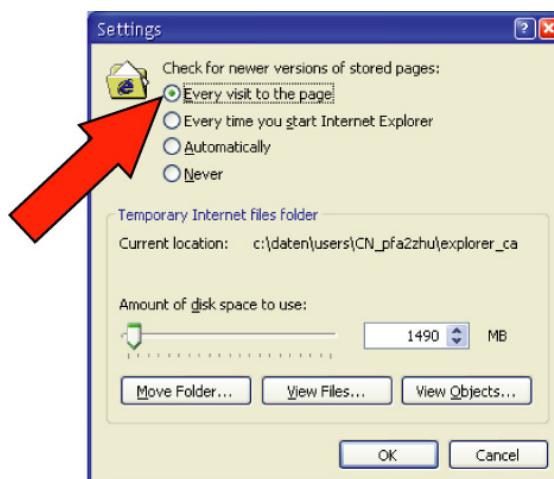 Settings
Check for newer versions of stored pages:
Every visit to the page
Every time you start Internet Explorer
Automatically
Never
Temporary Internet files folder
Current location: c:\daten\users\CN_pfa2zhu\explorer_ca
Amount of disk space to use:
1490 MB
Move Folder... View Files... View Objects...
OK Cancel